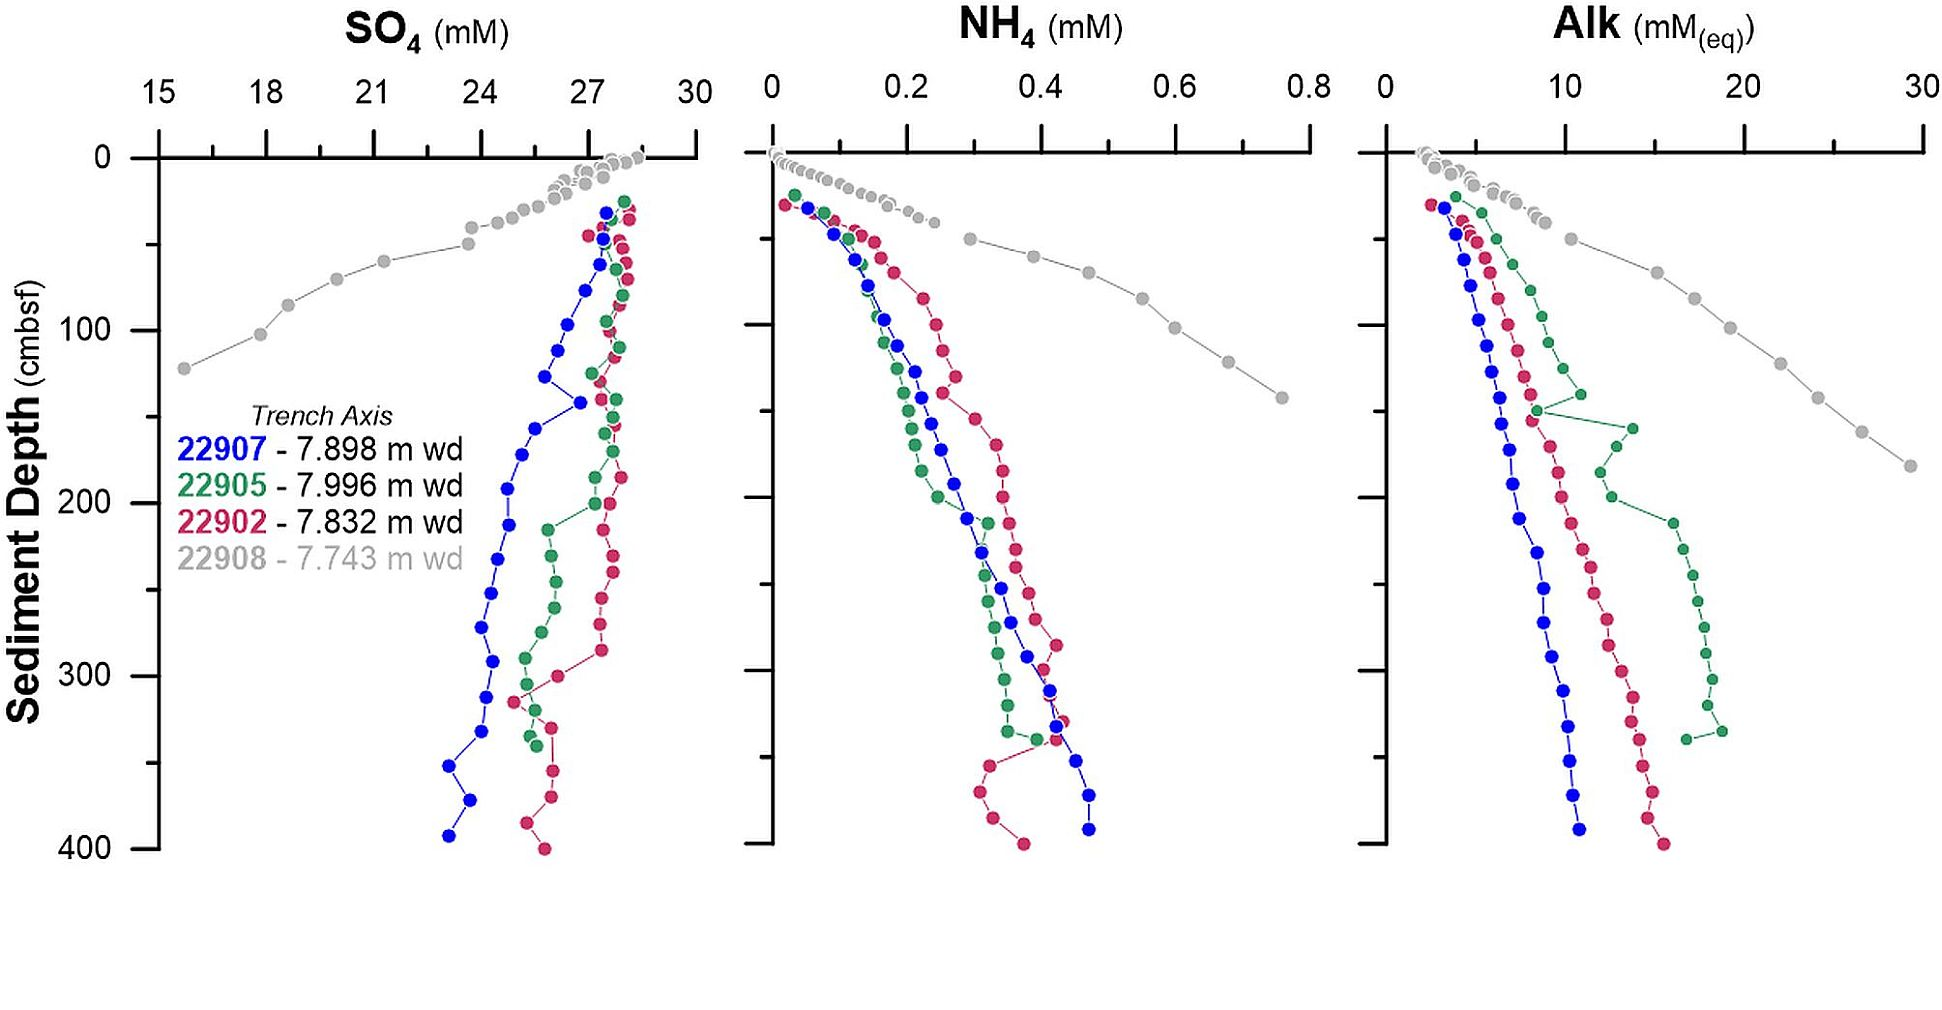 SO4 (mM)
15 18 21 24 27 30
NH4 (mM)
0 0.2 0.4 0.6 0.8
Alk (mM(eq))
0 10 20 30
Sediment Depth (cmbsf)
0
100
200
300
400
Trench Axis
22907 - 7.898 m wd
22905 - 7.996 m wd
22902 - 7.832 m wd
22908 - 7.743 m wd